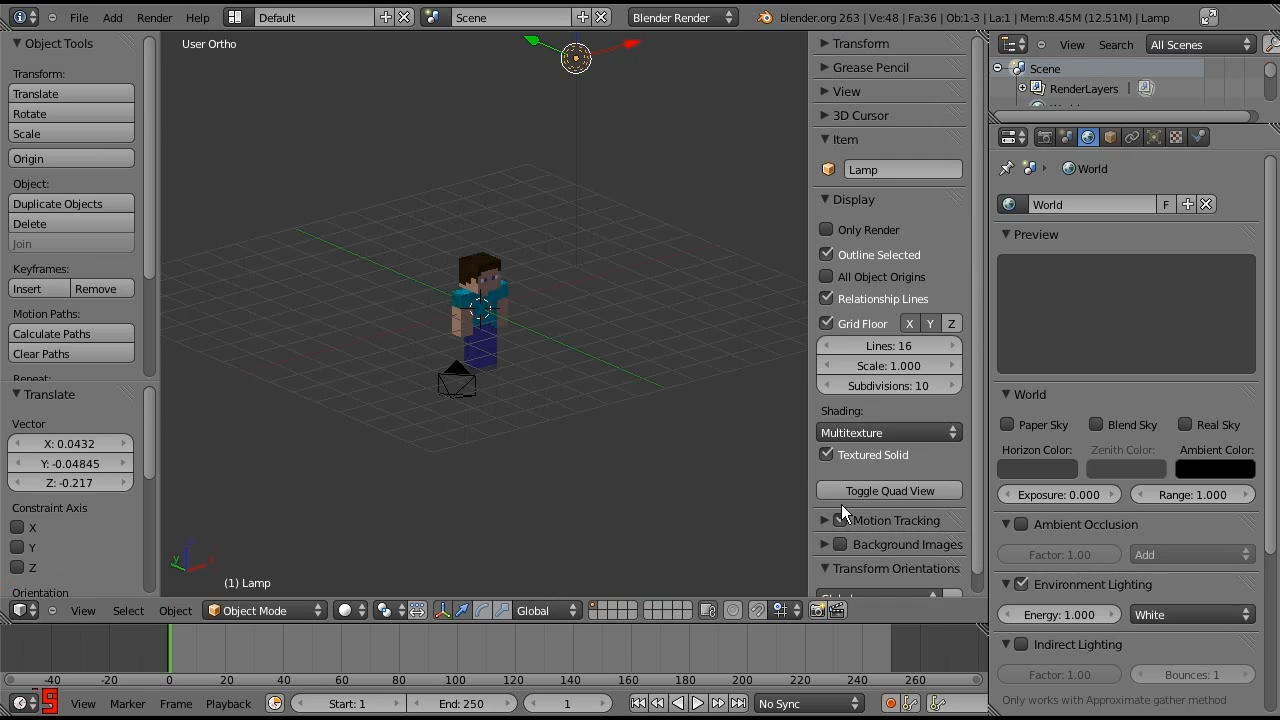 File Add Render Help Default Scene Blender Render blender.org 263 | Ve:48 | Fa:36 | Ob:1-3 | La:1 | Mem:8.45M (12.51M) | Lamp
Object Tools
Transform:
Translate
Rotate
Scale
Origin
Object:
Duplicate Objects
Delete
Join
Keyframes:
Insert Remove
Motion Paths:
Calculate Paths
Clear Paths
Repeat:
Translate
Vector
X: 0.0432
Y: -0.04845
Z: -0.217
Constraint Axis
X
Y
Z
Orientation
User Ortho
y
(1) Lamp
Transform
Grease Pencil
View
3D Cursor
Item
Lamp
Display
Only Render
Outline Selected
All Object Origins
Relationship Lines
Grid Floor X Y Z
Lines: 16
Scale: 1.000
Subdivisions: 10
Shading:
Multitexture
Textured Solid
Toggle Quad View
Motion Tracking
Background Images
Transform Orientations
View Search All Scenes
Scene
RenderLayers
World
World F
Preview
World
Paper Sky Blend Sky Real Sky
Horizon Color: Zenith Color: Ambient Color:
Exposure: 0.000 Range: 1.000
Ambient Occlusion
Factor: 1.00 Add
Environment Lighting
Energy: 1.000 White
Indirect Lighting
Factor: 1.00 Bounces: 1
Only works with Approximate gather method
View Select Object Object Mode Global
-40 -20 0 20 40 60 80 100 120 140 160 180 200 220 240 260
View Marker Frame Playback Start: 1 End: 250 1 No Sync